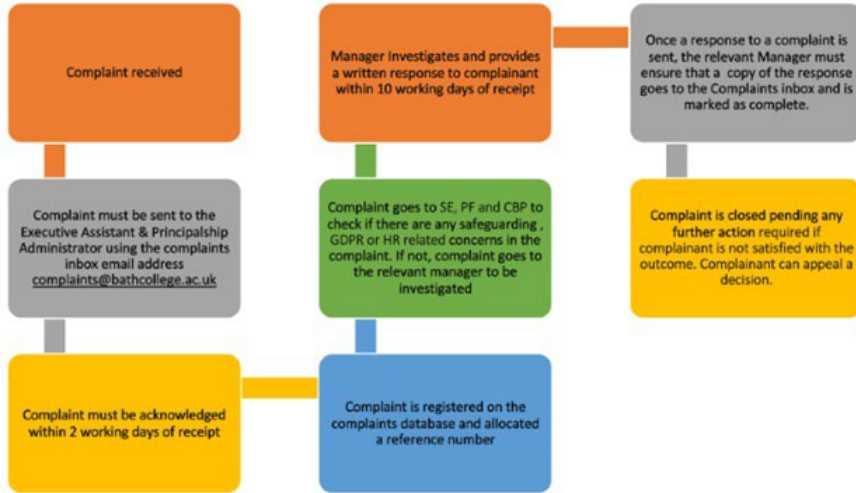 Complaint received
Complaint must be sent to the
Executive Assistant & Principalship
Administrator using the complaints
inbox email address
complaints@bathcollege.ac.uk
Complaint must be acknowledged
within 2 working days of receipt
Complaint is registered on the
complaints database and allocated
a reference number
Complaint goes to SE, PF and CBP to
check if there are any safeguarding ,
GDPR or HR related concerns in the
complaint. If not, complaint goes to
the relevant manager to be
investigated
Manager Investigates and provides
a written response to complainant
within 10 working days of receipt
Once a response to a complaint is
sent, the relevant Manager must
ensure that a copy of the response
goes to the Complaints inbox and is
marked as complete.
Complaint is closed pending any
further action required if
complainant is not satisfied with the
outcome. Complainant can appeal a
decision.